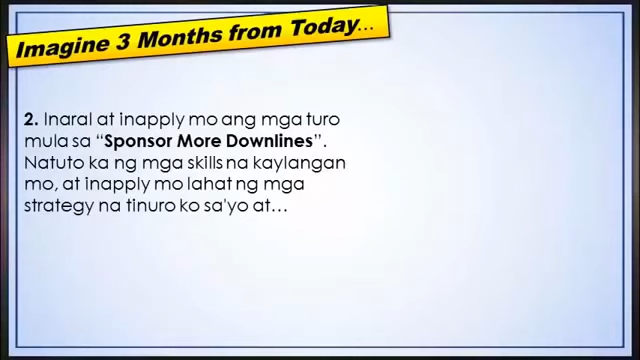 Imagine 3 Months from Today...
2. Inaral at inapply mo ang mga turo
mula sa “Sponsor More Downlines”.
Natuto ka ng mga skills na kaylangan
mo, at inapply mo lahat ng mga
strategy na tinuro ko sa'yo at...